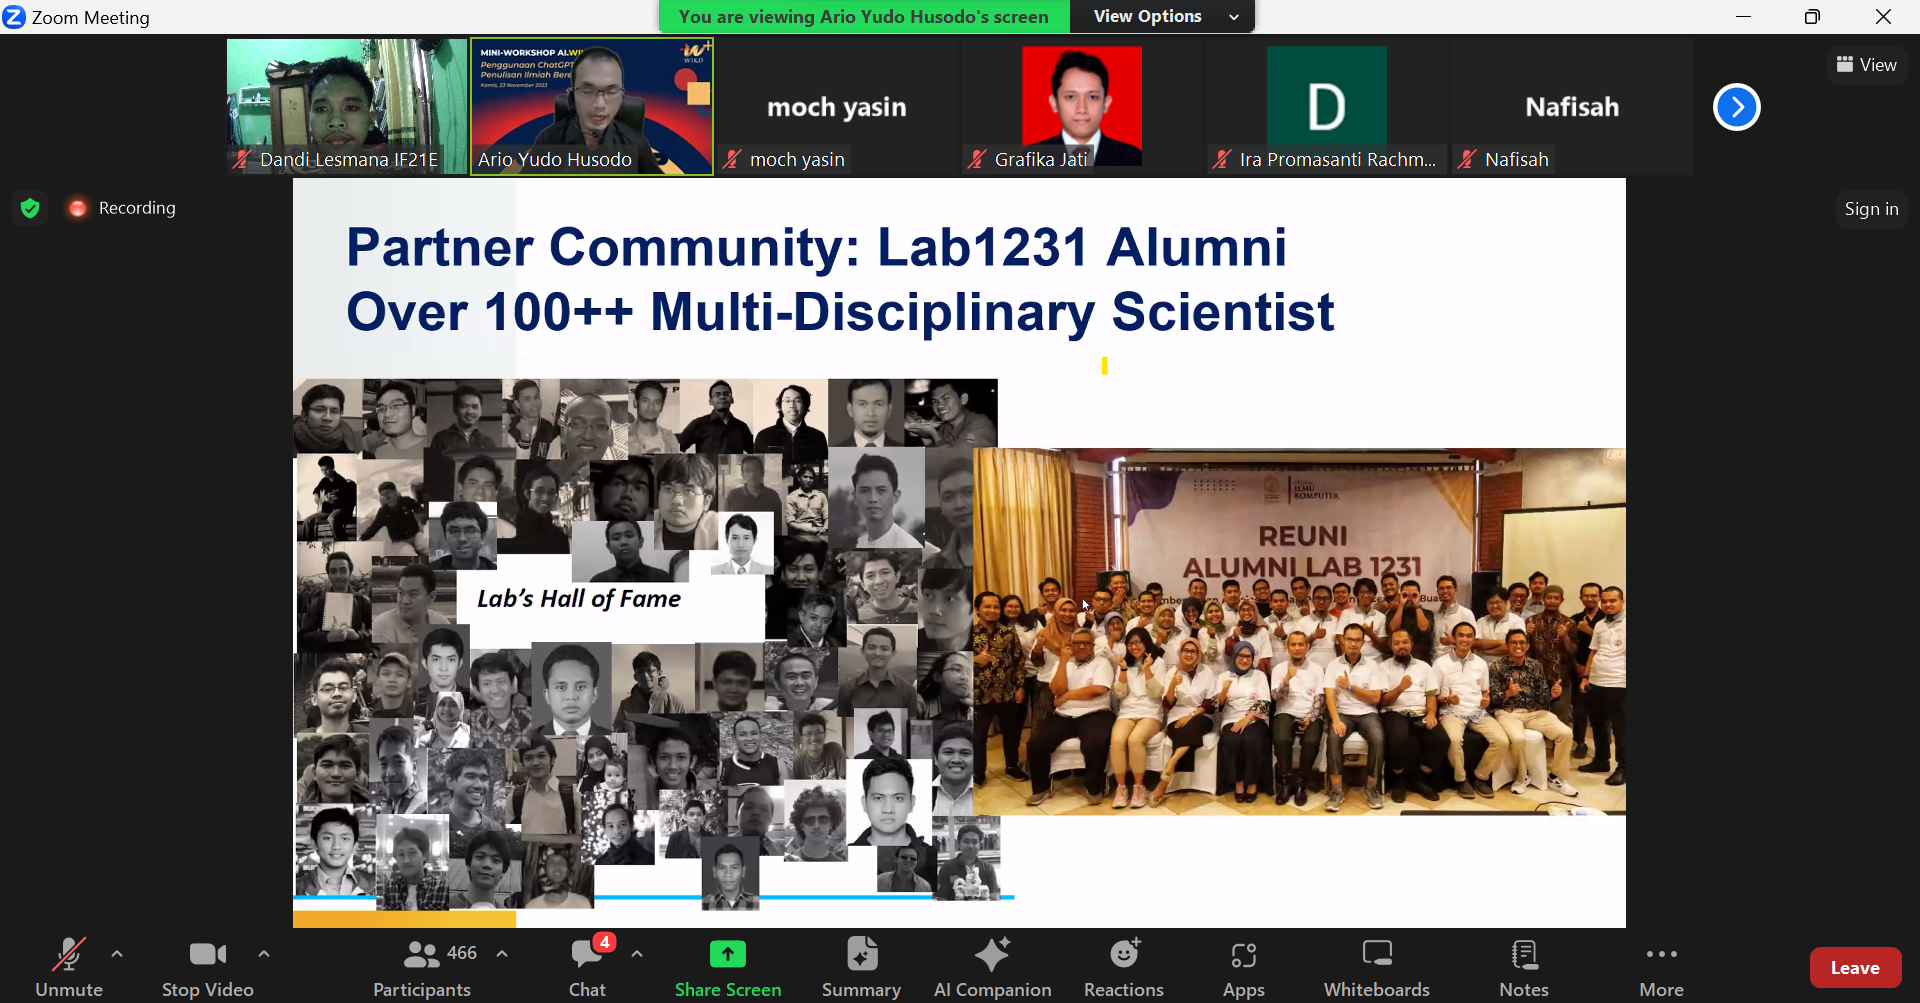 Zoom Meeting
You are viewing Ario Yudo Husodo's screen
View Options
View
MINI-WORKSHOP AI.WI
Penggunaan ChatGPT
Penulisan Ilmiah Ber
Kamis, 23 November 2023
WIKO
moch yasin
D
Nafisah
Dandi Lesmana IF21E
Ario Yudo Husodo
moch yasin
Grafika Jati
Ira Promasanti Rachm...
Nafisah
Recording
Sign in
Partner Community: Lab1231 Alumni
Over 100++ Multi-Disciplinary Scientist
Lab's Hall of Fame
ILMU
KOMPUTER
REUNI
ALUMNI LAB 1231
466
4
Unmute
Stop Video
Participants
Chat
Share Screen
Summary
AI Companion
Reactions
Apps
Whiteboards
Notes
More
Leave